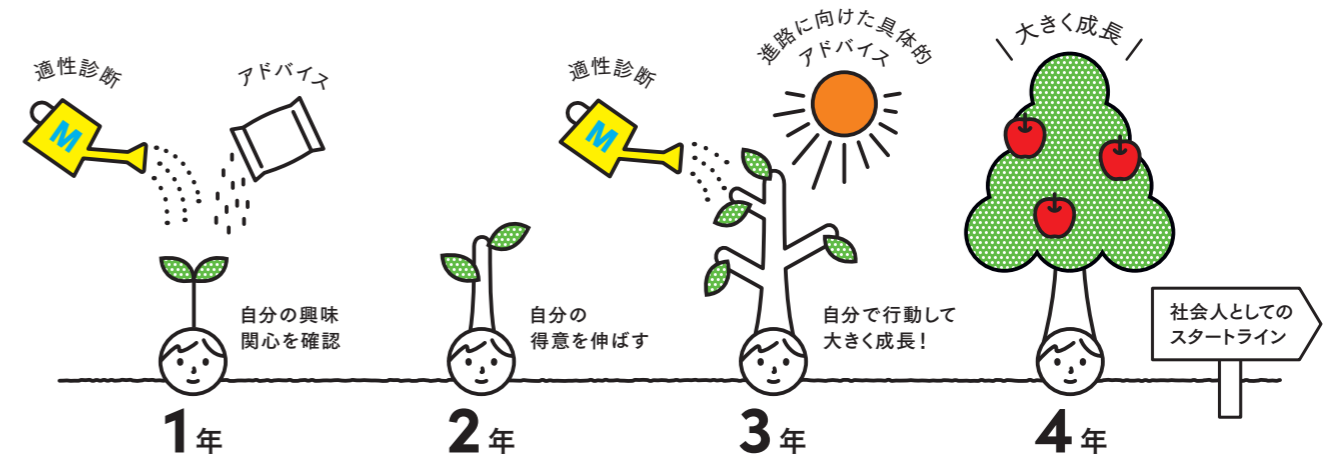 適性診断
アドバイス
M
自分の興味
関心を確認
1年
自分の
得意を伸ばす
2年
適性診断
進路に向けた具体的
アドバイス
M
自分で行動して
大きく成長!
3年
大きく成長
4年
社会人としての
スタートライン